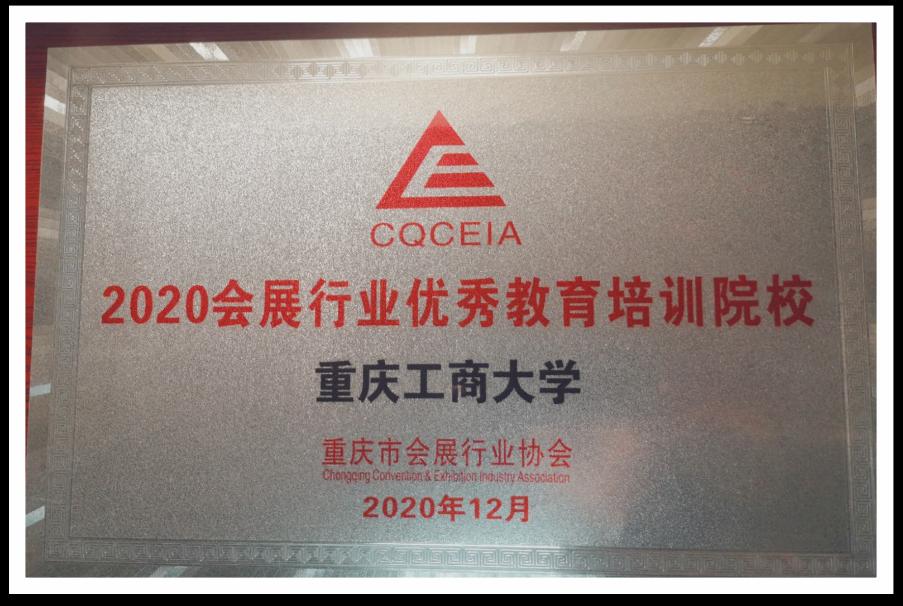 CQCEIA
2020会展行业优秀教育培训院校
重庆工商大学
重庆市会展行业协会
Chongqing Convention & Exhibition Industry Association
2020年12月